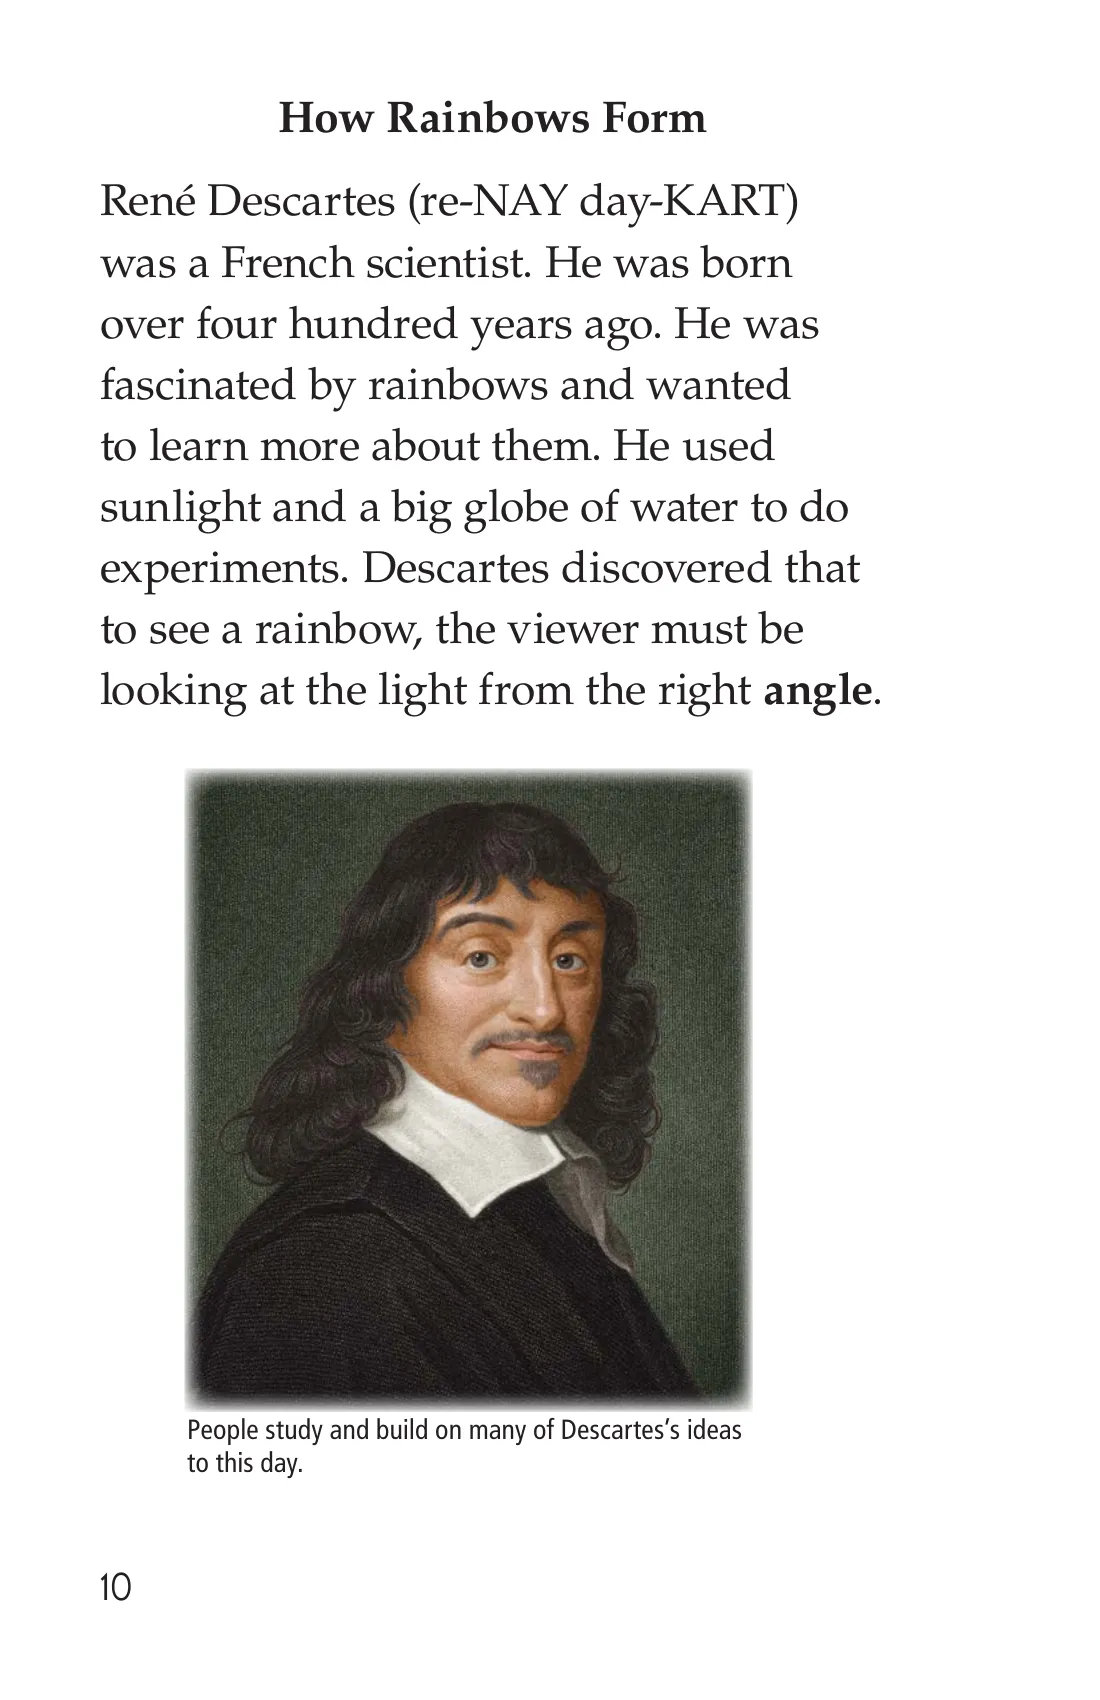 How Rainbows Form
René Descartes (re-NAY day-KART)
was a French scientist. He was born
over four hundred years ago. He was
fascinated by rainbows and wanted
to learn more about them. He used
sunlight and a big globe of water to do
experiments. Descartes discovered that
to see a rainbow, the viewer must be
looking at the light from the right angle.
People study and build on many of Descartes’s ideas
to this day.
10